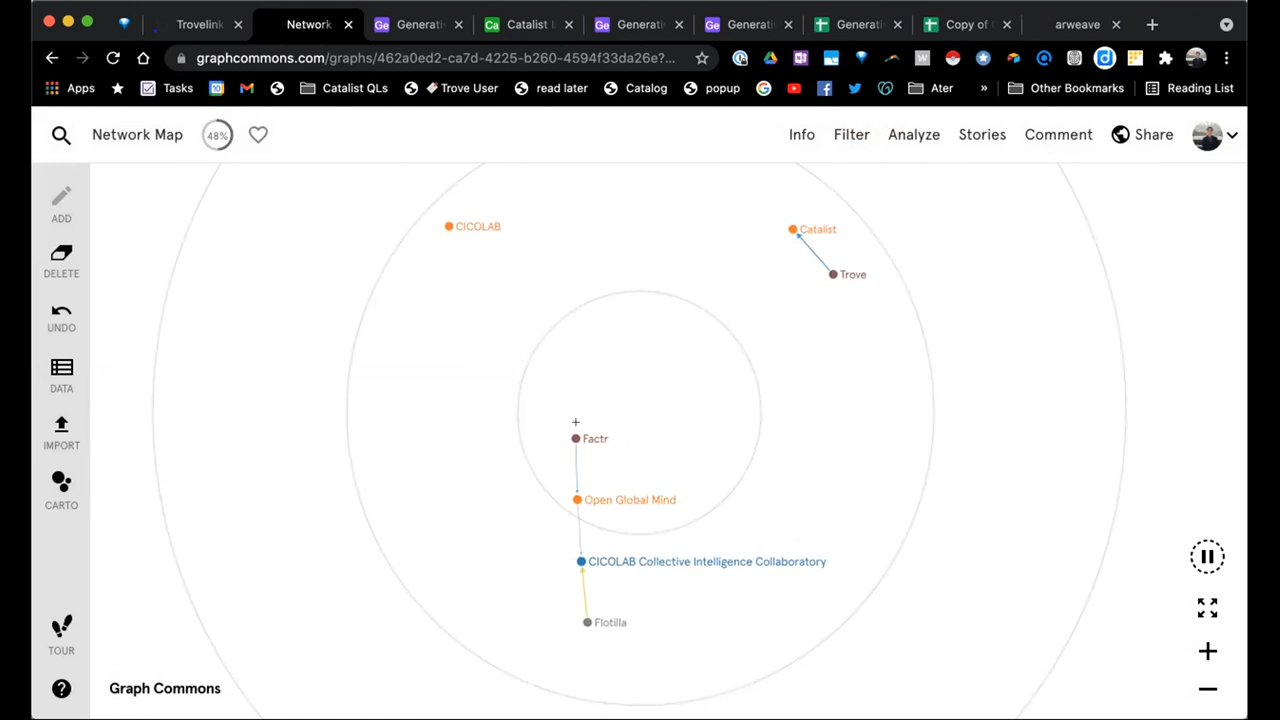 Trovelink
Network
Generati
Catalist L
Generati
Generati
Generati
Copy of
arweave
graphcommons.com/graphs/462a0ed2-ca7d-4225-b260-4594f33da26e?...
Apps
Tasks
Catalist QLs
Trove User
read later
Catalog
popup
Ater
»
Other Bookmarks
Reading List
Network Map
48%
Info
Filter
Analyze
Stories
Comment
Share
ADD
DELETE
UNDO
DATA
IMPORT
CARTO
TOUR
CICOLAB
Catalist
Trove
Factr
Open Global Mind
CICOLAB Collective Intelligence Collaboratory
Flotilla
Graph Commons